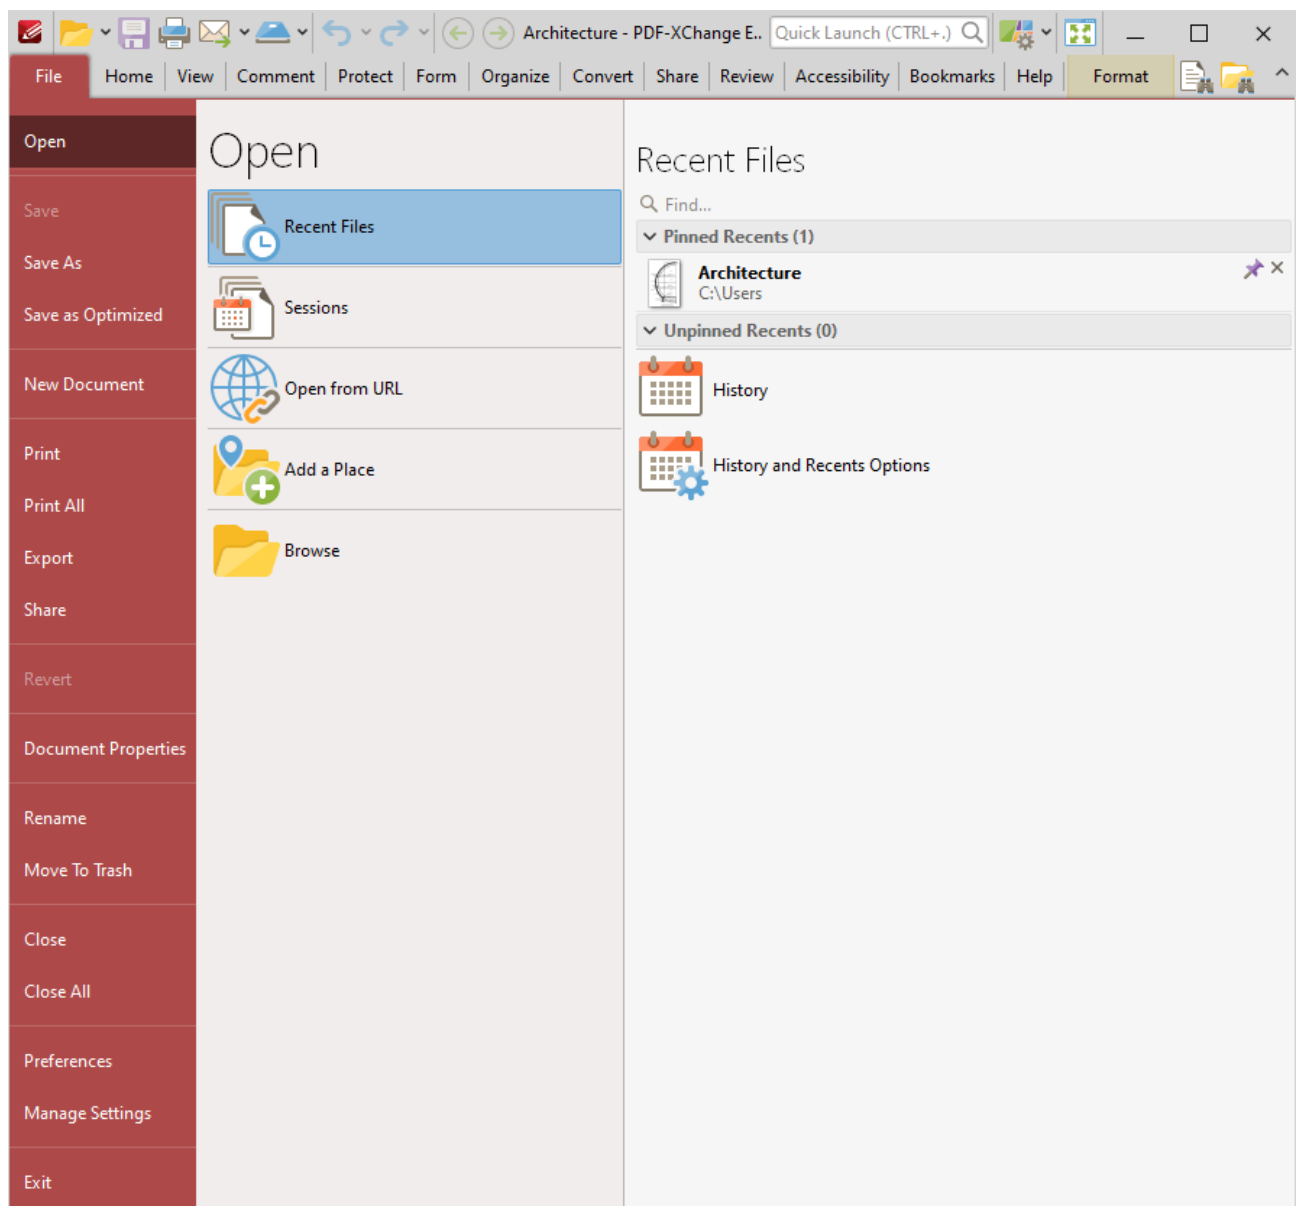 Architecture - PDF-XChange E..
Quick Launch (CTRL+.)
File Home View Comment Protect Form Organize Convert Share Review Accessibility Bookmarks Help Format
Open
Save
Save As
Save as Optimized
New Document
Print
Print All
Export
Share
Revert
Document Properties
Rename
Move To Trash
Close
Close All
Preferences
Manage Settings
Exit
Open
Recent Files
Sessions
Open from URL
Add a Place
Browse
Recent Files
Find...
Pinned Recents (1)
Architecture
C:\Users
Unpinned Recents (0)
History
History and Recents Options